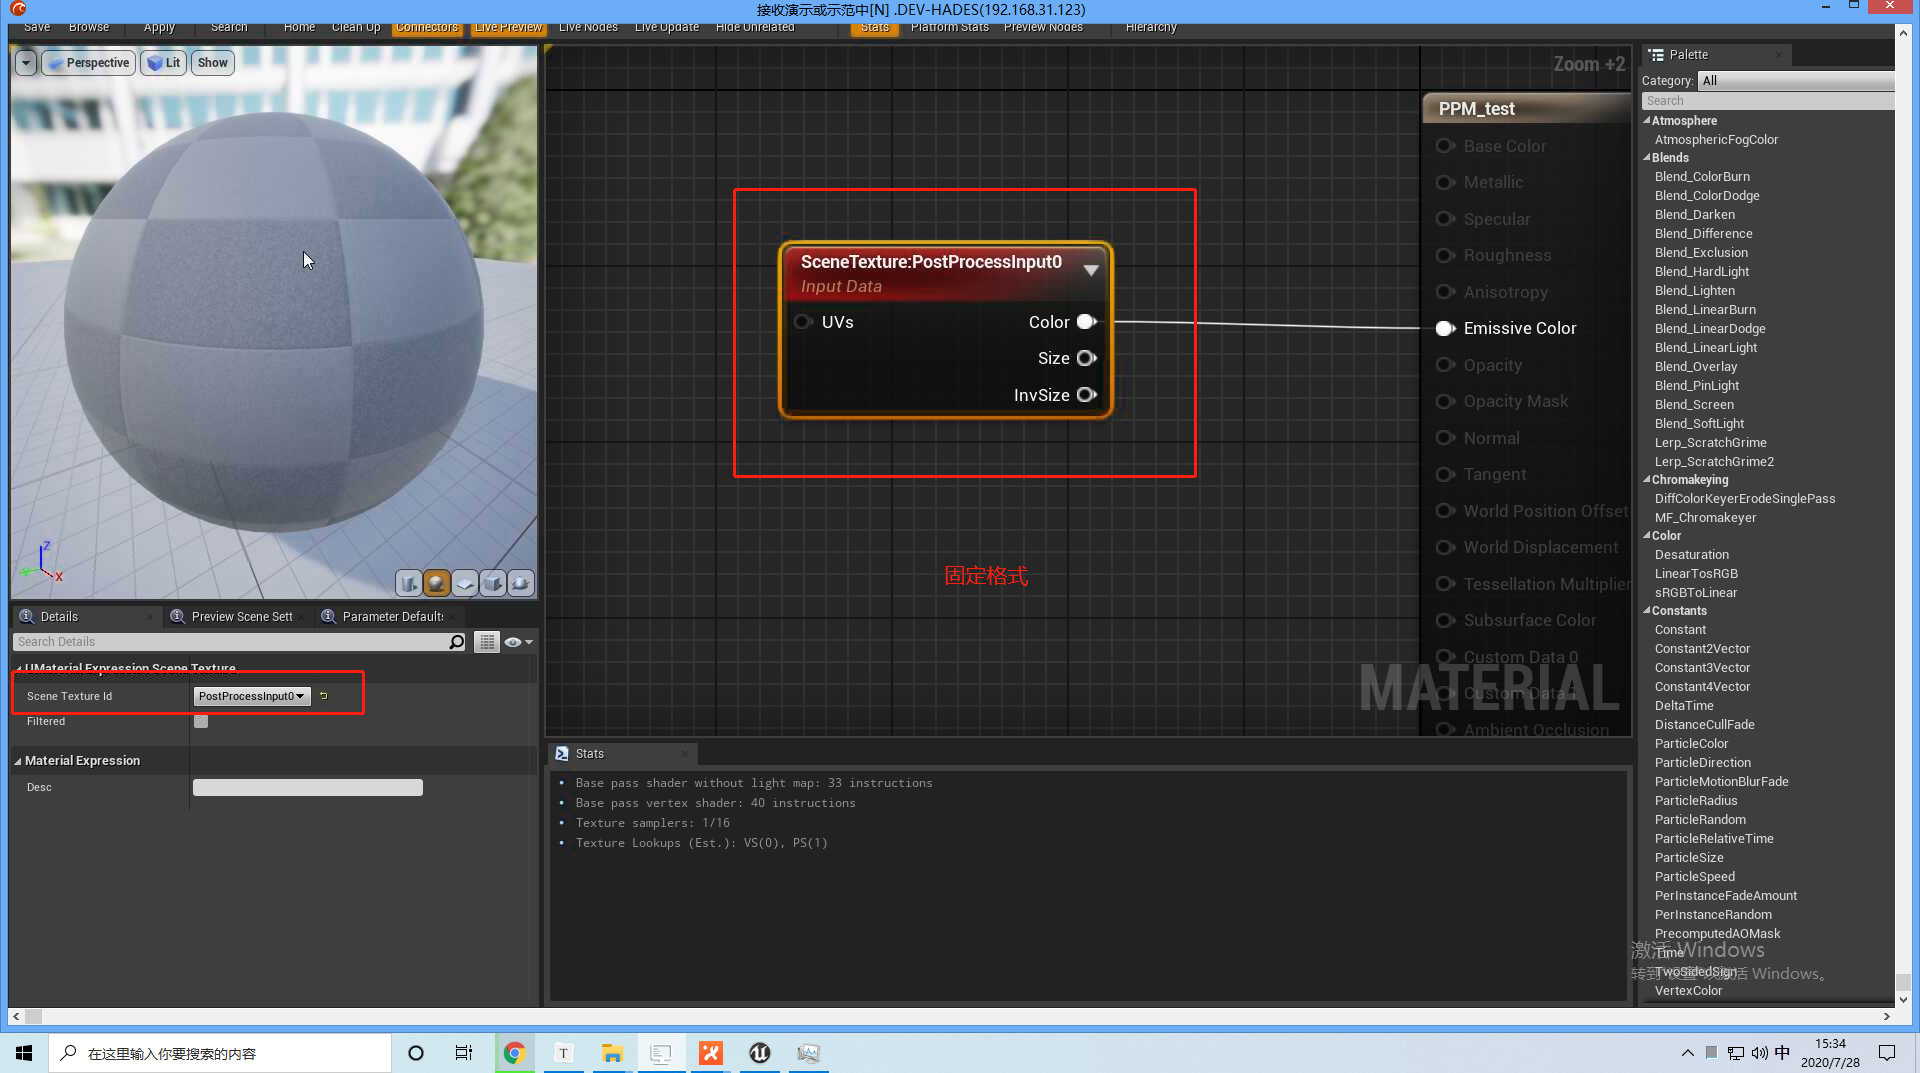 接收演示或示范中[N] .DEV-HADES(192.168.31.123)
Save Browse Apply Search Home Clean Up Connectors Live Preview Live Nodes Live Update Hide Unrelated Stats Platform Stats Preview Nodes Hierarchy
Perspective Lit Show
Zoom +2
SceneTexture:PostProcessInput0
Input Data
UVs Color
Size
InvSize
固定格式
PPM_test
Base Color
Metallic
Specular
Roughness
Anisotropy
Emissive Color
Opacity
Opacity Mask
Normal
Tangent
World Position Offset
World Displacement
Tessellation Multiplier
Subsurface Color
Custom Data 0
Custom Data
Ambient Occlusion
MATERIAL
Z
X
Details Preview Scene Sett Parameter Default
Search Details
UMaterial Expression Scene Texture
Scene Texture Id PostProcessInput0
Filtered
Material Expression
Desc
Stats
Base pass shader without light map: 33 instructions
Base pass vertex shader: 40 instructions
Texture samplers: 1/16
Texture Lookups (Est.): VS(0), PS(1)
Palette
Category: All
Search
Atmosphere
AtmosphericFogColor
Blends
Blend_ColorBurn
Blend_ColorDodge
Blend_Darken
Blend_Difference
Blend_Exclusion
Blend_HardLight
Blend_Lighten
Blend_LinearBurn
Blend_LinearDodge
Blend_LinearLight
Blend_Overlay
Blend_PinLight
Blend_Screen
Blend_SoftLight
Lerp_ScratchGrime
Lerp_ScratchGrime2
Chromakeying
DiffColorKeyerErodeSinglePass
MF_Chromakeyer
Color
Desaturation
LinearTosRGB
sRGBToLinear
Constants
Constant
Constant2Vector
Constant3Vector
Constant4Vector
DeltaTime
DistanceCullFade
ParticleColor
ParticleDirection
ParticleMotionBlurFade
ParticleRadius
ParticleRandom
ParticleRelativeTime
ParticleSize
ParticleSpeed
PerInstanceFadeAmount
PerInstanceRandom
PrecomputedAOMask
Time
TwoSidedSign
VertexColor
激活 Windows
转到"设置"以激活 Windows。
在这里输入你要搜索的内容
T
中
15:34
2020/7/28